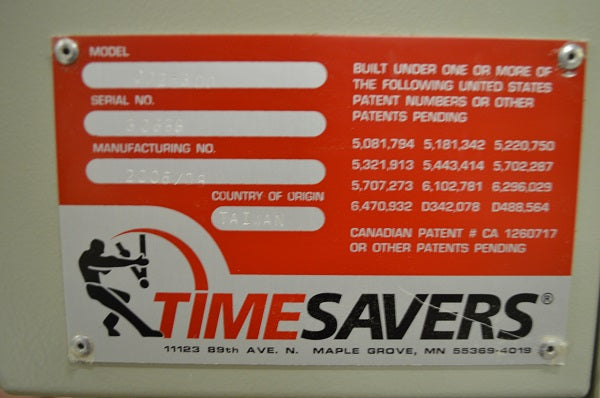 MODEL
SERIAL NO.
MANUFACTURING NO.
COUNTRY OF ORIGIN
TAIWAN
BUILT UNDER ONE OR MORE OF
THE FOLLOWING UNITED STATES
PATENT NUMBERS OR OTHER
PATENTS PENDING
5,081,794 5,181,342 5,220,750
5,321,913 5,443,414 5,702,287
5,707,273 6,102,781 6,296,029
6,470,932 D342,078 D488,564
CANADIAN PATENT # CA 1260717
OR OTHER PATENTS PENDING
TIMESAVERS®
11123 89th AVE. N. MAPLE GROVE, MN 55369-4019